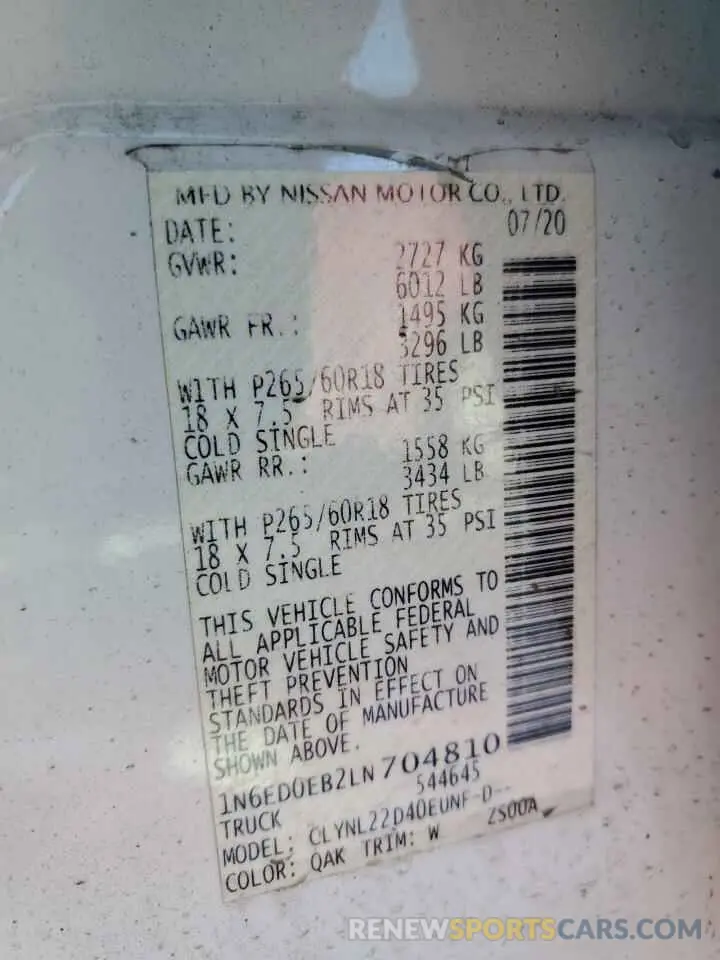 MFD BY NISSAN MOTOR CO., LTD.
DATE: 07/20
GVWR: 2727 KG
6012 LB
GAWR FR.: 1495 KG
3296 LB
WITH P265/60R18 TIRES
18 X 7.5 RIMS AT 35 PSI
COLD SINGLE
GAWR RR.: 1558 KG
3434 LB
WITH P265/60R18 TIRES
18 X 7.5 RIMS AT 35 PSI
COLD SINGLE
THIS VEHICLE CONFORMS TO
ALL APPLICABLE FEDERAL
MOTOR VEHICLE SAFETY AND
THEFT PREVENTION
STANDARDS IN EFFECT ON
THE DATE OF MANUFACTURE
SHOWN ABOVE.
1N6ED0EB2LN704810
TRUCK 544645
MODEL: CLYNL22D40EUNF-D--
COLOR: QAK TRIM: W ZS00A
RENEWSPORTSCARS.COM